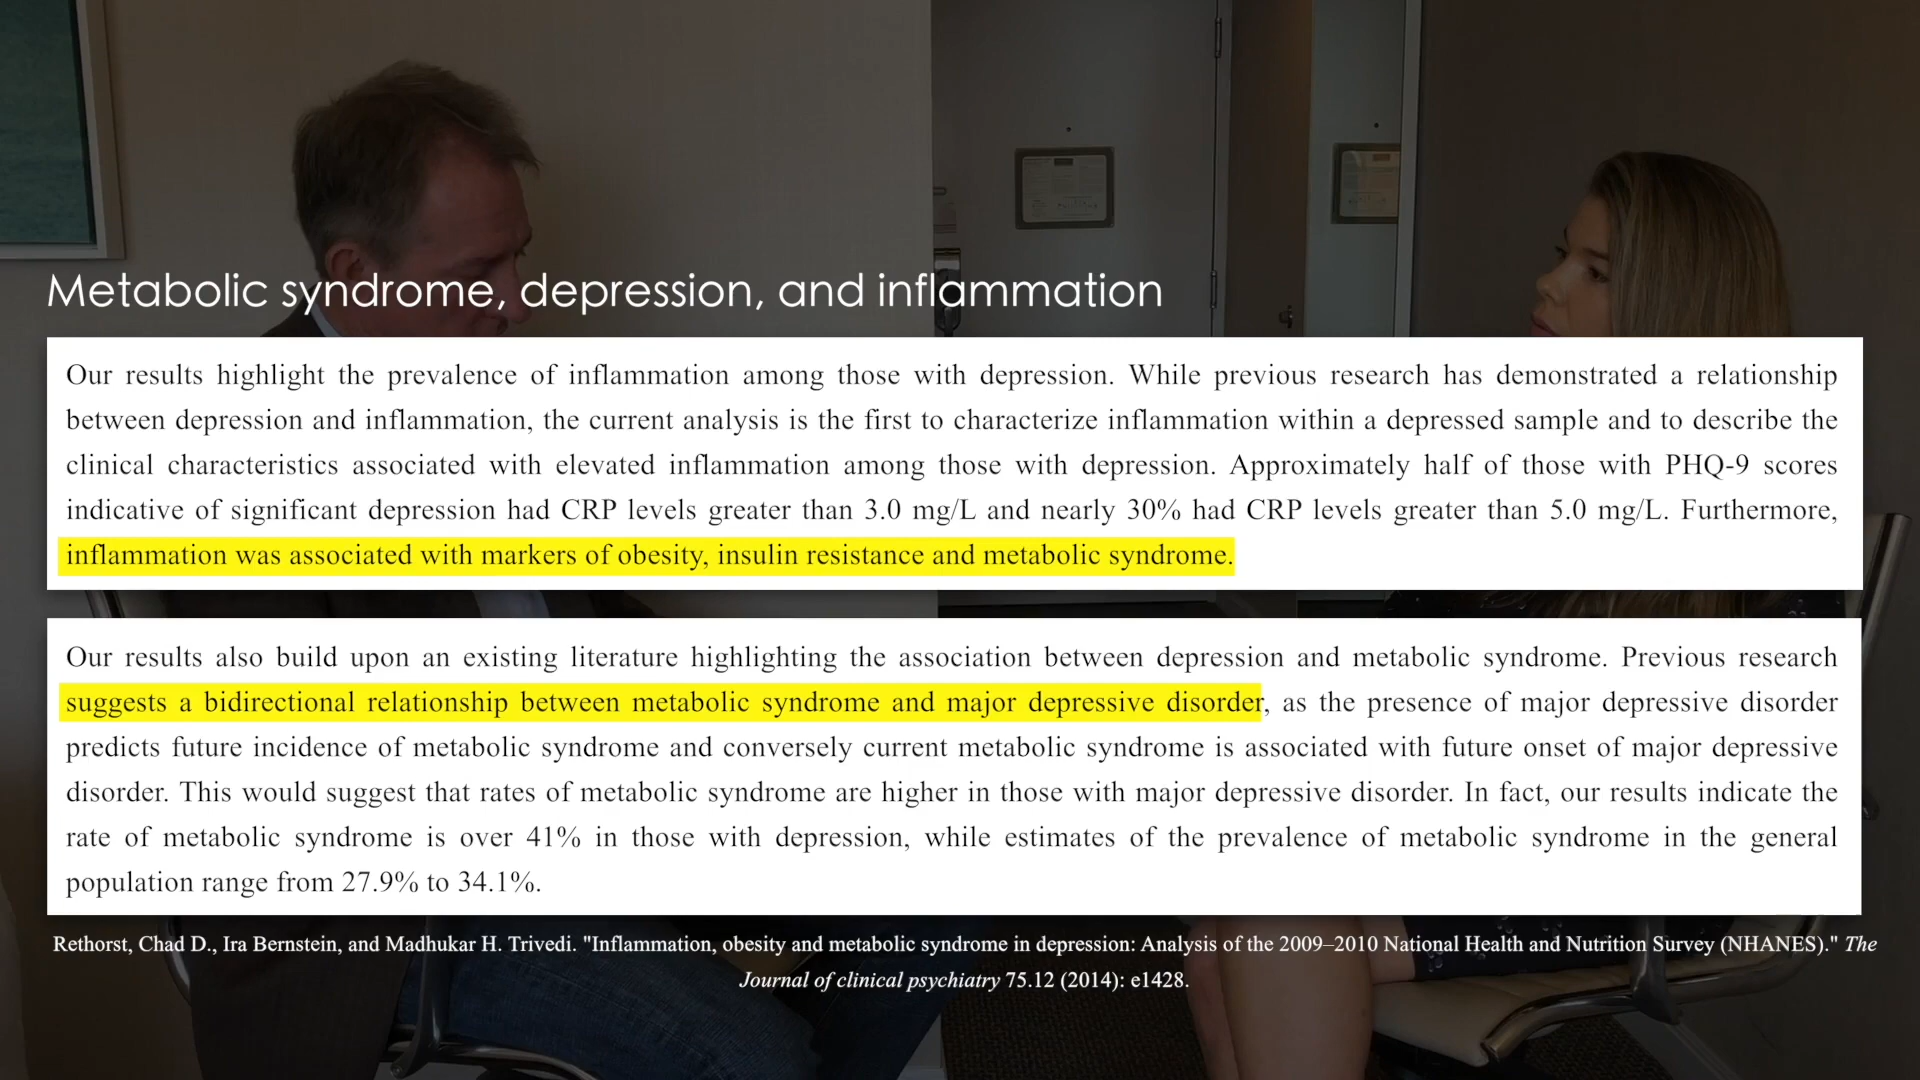 Metabolic syndrome, depression, and inflammation
Our results highlight the prevalence of inflammation among those with depression. While previous research has demonstrated a relationship
between depression and inflammation, the current analysis is the first to characterize inflammation within a depressed sample and to describe the
clinical characteristics associated with elevated inflammation among those with depression. Approximately half of those with PHQ-9 scores
indicative of significant depression had CRP levels greater than 3.0 mg/L and nearly 30% had CRP levels greater than 5.0 mg/L. Furthermore,
inflammation was associated with markers of obesity, insulin resistance and metabolic syndrome.
Our results also build upon an existing literature highlighting the association between depression and metabolic syndrome. Previous research
suggests a bidirectional relationship between metabolic syndrome and major depressive disorder, as the presence of major depressive disorder
predicts future incidence of metabolic syndrome and conversely current metabolic syndrome is associated with future onset of major depressive
disorder. This would suggest that rates of metabolic syndrome are higher in those with major depressive disorder. In fact, our results indicate the
rate of metabolic syndrome is over 41% in those with depression, while estimates of the prevalence of metabolic syndrome in the general
population range from 27.9% to 34.1%.
Rethorst, Chad D., Ira Bernstein, and Madhukar H. Trivedi. "Inflammation, obesity and metabolic syndrome in depression: Analysis of the 2009–2010 National Health and Nutrition Survey (NHANES)." The
Journal of clinical psychiatry 75.12 (2014): e1428.